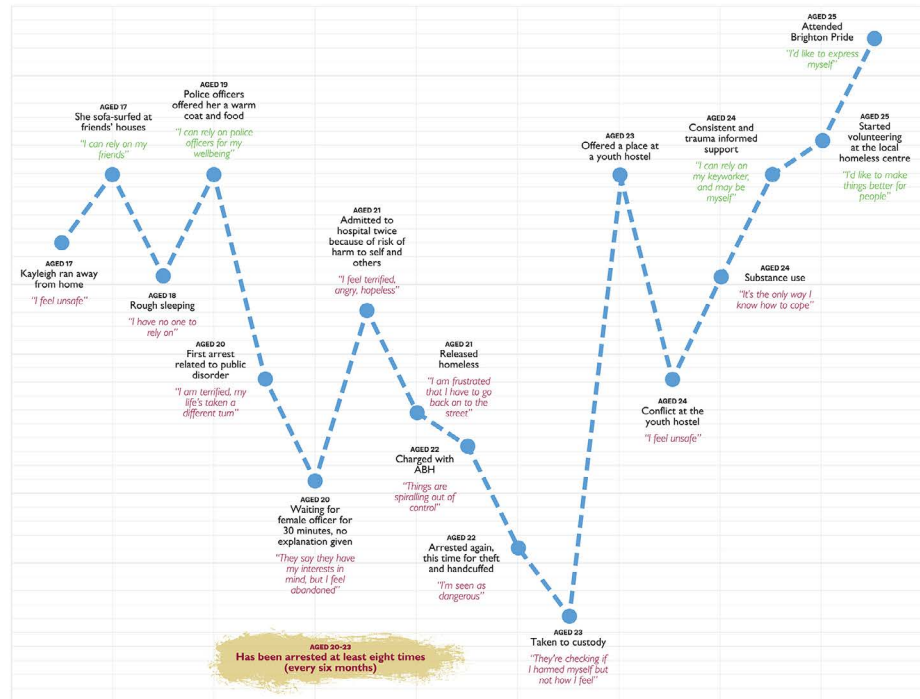 AGED 17
Kayleigh ran away
from home
"I feel unsafe"
AGED 17
She sofa-surfed at
friends' houses
"I can rely on my
friends"
AGED 18
Rough sleeping
"I have no one to
rely on"
AGED 19
Police officers
offered her a warm
coat and food
"I can rely on police
officers for my
wellbeing"
AGED 20
First arrest
related to public
disorder
"I am terrified, my
life's taken a
different turn"
AGED 20
Waiting for
female officer for
30 minutes, no
explanation given
"They say they have
my interests in
mind, but I feel
abandoned"
AGED 21
Admitted to
hospital twice
because of risk of
harm to self and
others
"I feel terrified,
angry, hopeless"
AGED 21
Released
homeless
"I am frustrated
that I have to go
back on to the
street"
AGED 22
Charged with
ABH
"Things are
spiralling out of
control"
AGED 22
Arrested again,
this time for theft
and handcuffed
"I'm seen as
dangerous"
AGED 23
Taken to custody
"They're checking if
I harmed myself but
not how I feel"
AGED 20-23
Has been arrested at least eight times
(every six months)
AGED 23
Offered a place at
a youth hostel
AGED 24
Conflict at the
youth hostel
"I feel unsafe"
AGED 24
Substance use
"It's the only way I
know how to cope"
AGED 24
Consistent and
trauma informed
support
"I can rely on
my keyworker,
and may be
myself"
AGED 25
Started
volunteering
at the local
homeless centre
"I'd like to make
things better for
people"
AGED 25
Attended
Brighton Pride
"I'd like to express
myself"